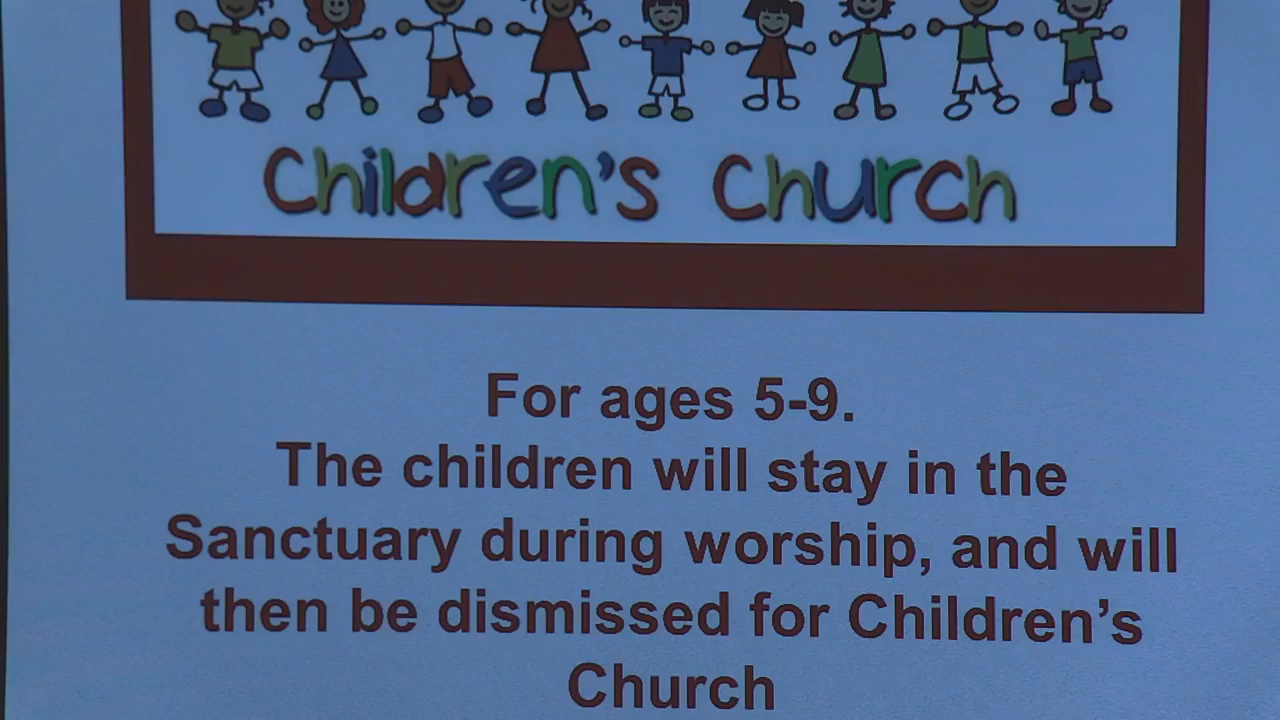 Children's Church
For ages 5-9.
The children will stay in the
Sanctuary during worship, and will
then be dismissed for Children’s
Church